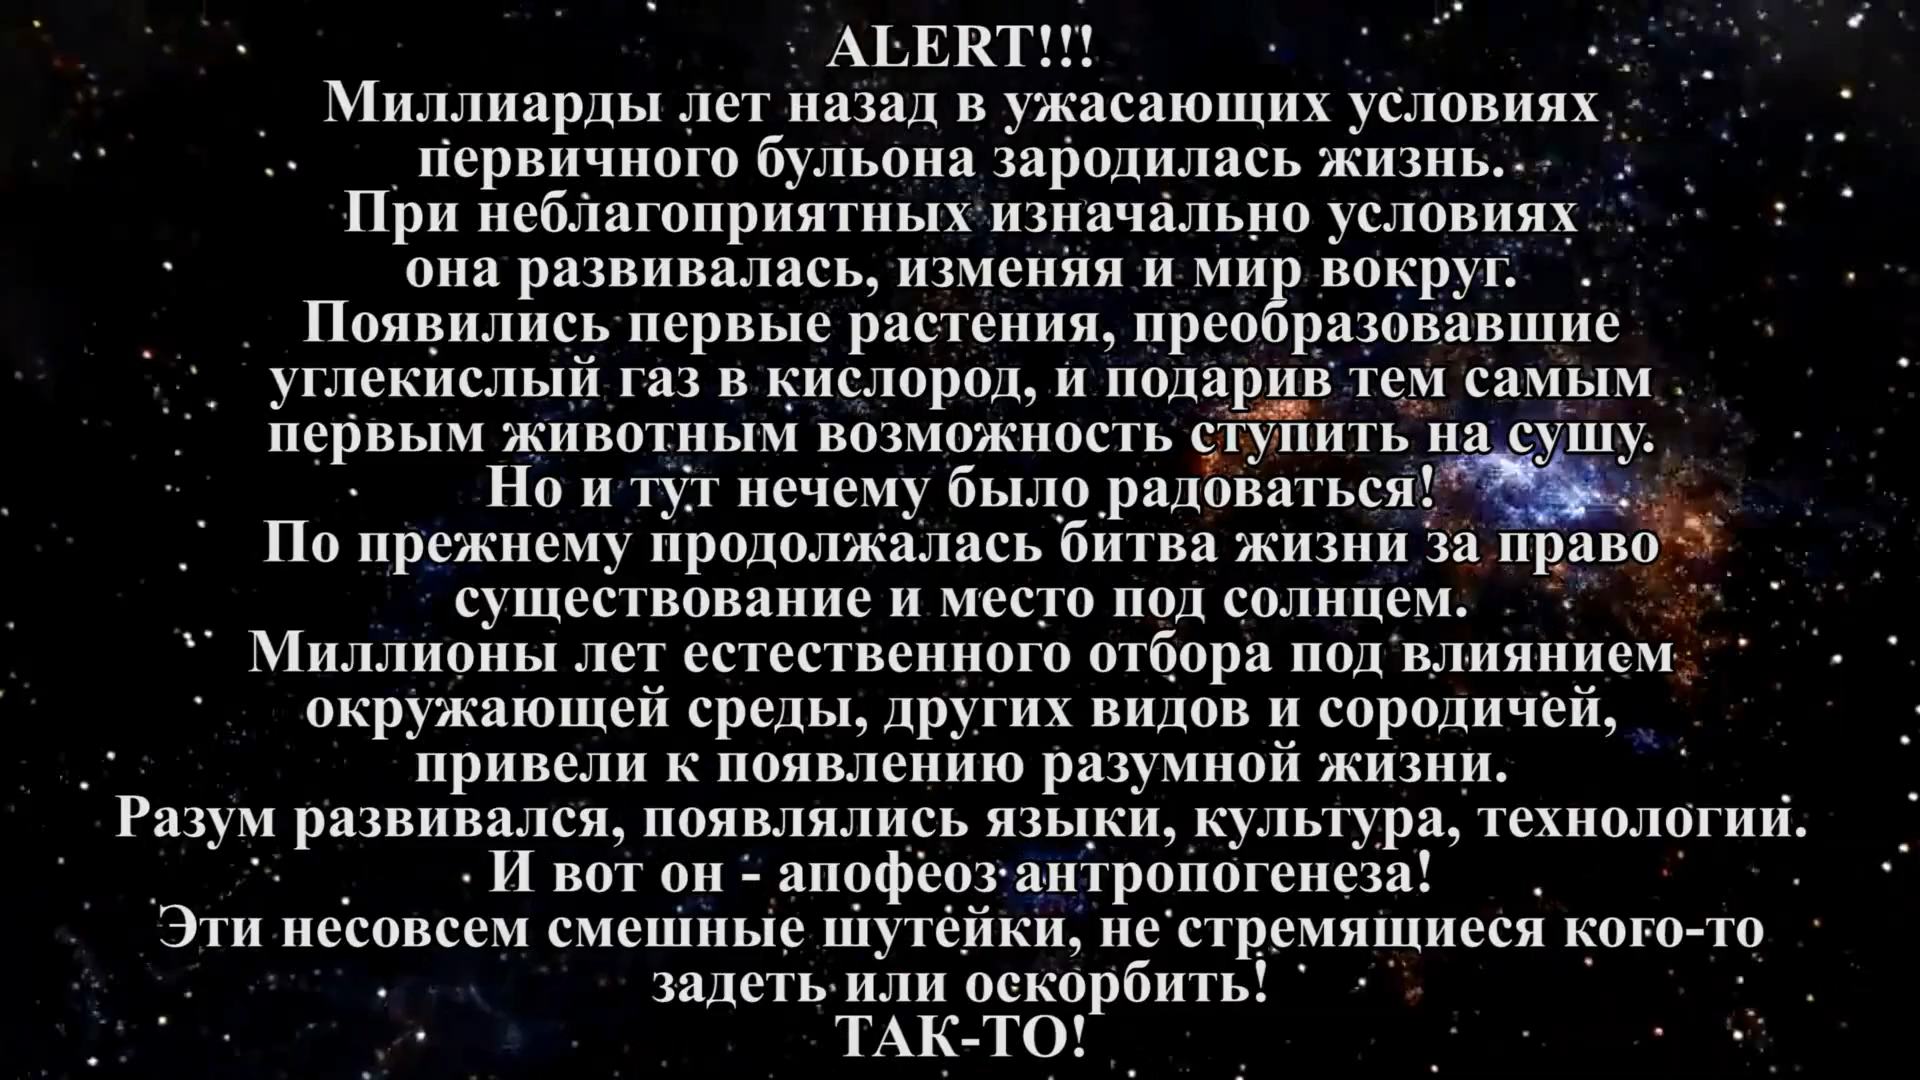 ALERT!!!
Миллиарды лет назад в ужасающих условиях
первичного бульона зародилась жизнь.
При неблагоприятных изначально условиях
она развивалась, изменяя и мир вокруг.
Появились первые растения, преобразовавшие
углекислый газ в кислород, и подарив тем самым
первым животным возможность ступить на сушу.
Но и тут нечему было радоваться!
По прежнему продолжалась битва жизни за право
существование и место под солнцем.
Миллионы лет естественного отбора под влиянием
окружающей среды, других видов и сородичей,
привели к появлению разумной жизни.
Разум развивался, появлялись языки, культура, технологии.
И вот он - апофеоз антропогенеза!
Эти несовсем смешные шутейки, не стремящиеся кого-то
задеть или оскорбить!
ТАК-ТО!